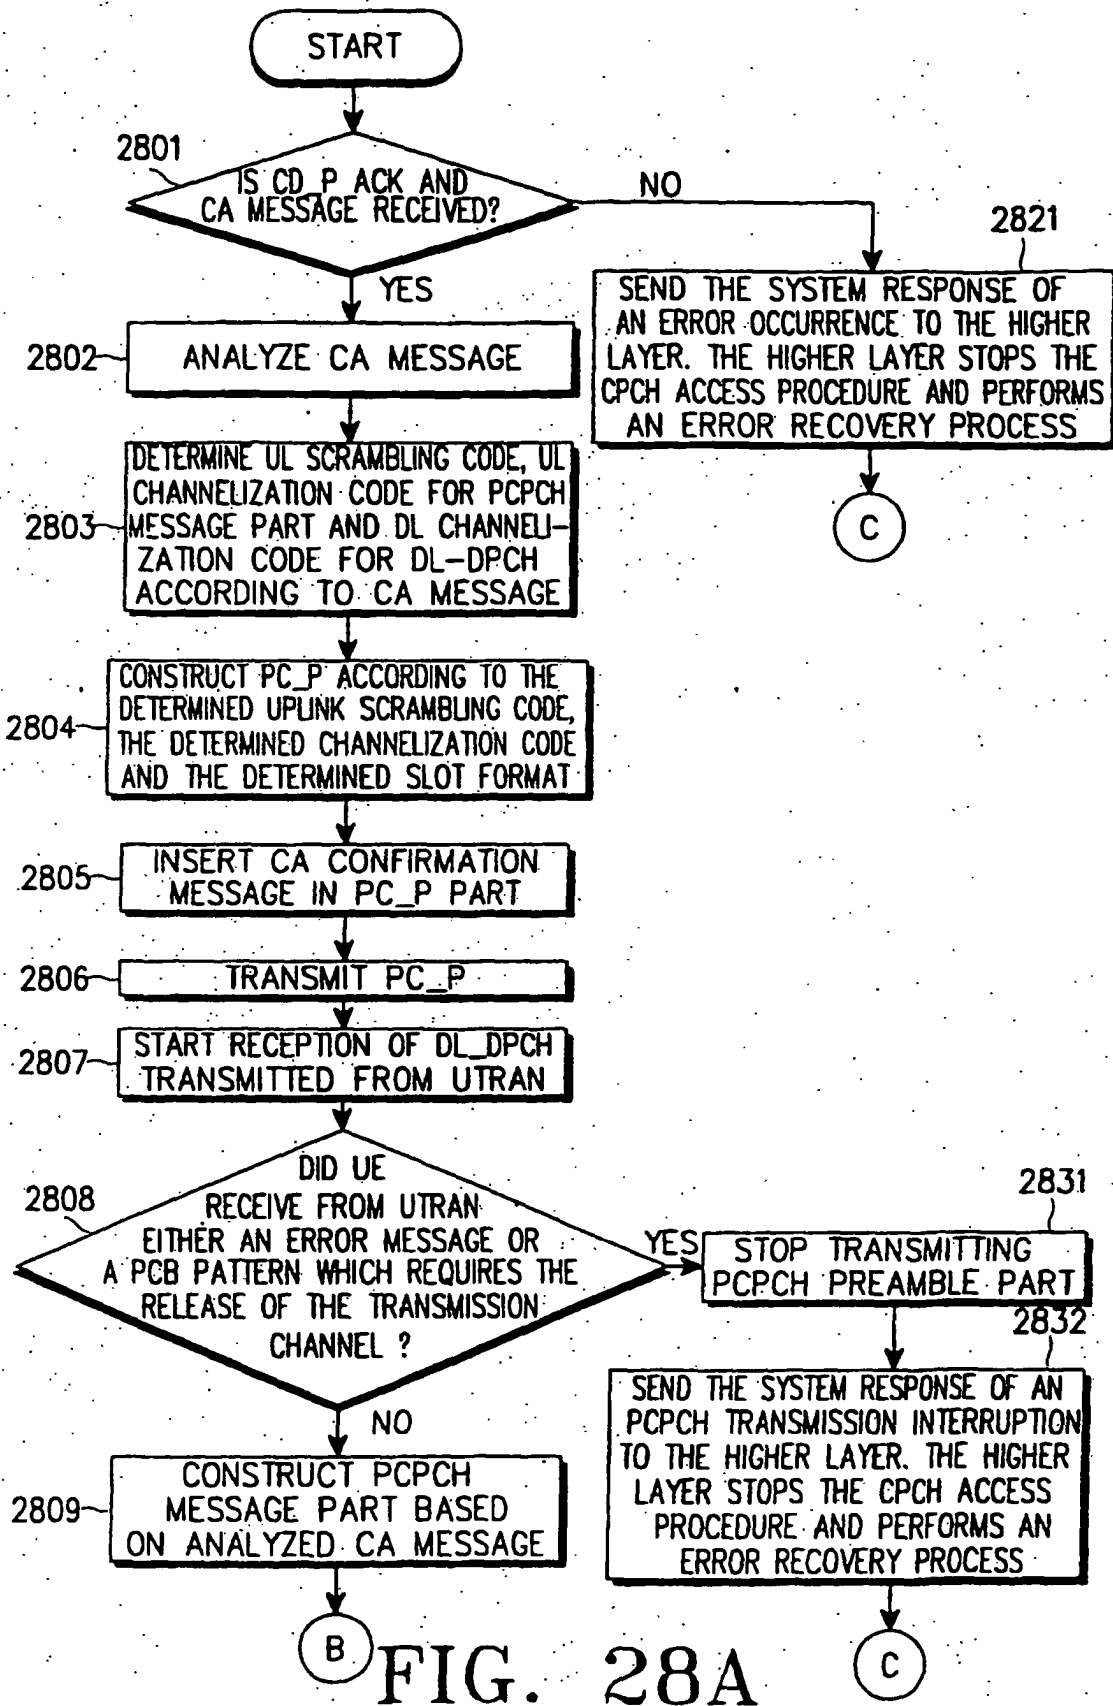 START
2801
IS CD_P ACK AND
CA MESSAGE RECEIVED?
NO
YES
2821
SEND THE SYSTEM RESPONSE OF
AN ERROR OCCURRENCE TO THE HIGHER
LAYER. THE HIGHER LAYER STOPS THE
CPCH ACCESS PROCEDURE AND PERFORMS
AN ERROR RECOVERY PROCESS
C
2802
ANALYZE CA MESSAGE
2803
DETERMINE UL SCRAMBLING CODE, UL
CHANNELIZATION CODE FOR PCPCH
MESSAGE PART AND DL CHANNELI-
ZATION CODE FOR DL-DPCH
ACCORDING TO CA MESSAGE
2804
CONSTRUCT PC_P ACCORDING TO THE
DETERMINED UPLINK SCRAMBLING CODE,
THE DETERMINED CHANNELIZATION CODE
AND THE DETERMINED SLOT FORMAT
2805
INSERT CA CONFIRMATION
MESSAGE IN PC_P PART
2806
TRANSMIT PC_P
2807
START RECEPTION OF DL_DPCH
TRANSMITTED FROM UTRAN
2808
DID UE
RECEIVE FROM UTRAN
EITHER AN ERROR MESSAGE OR
A PCB PATTERN WHICH REQUIRES THE
RELEASE OF THE TRANSMISSION
CHANNEL ?
YES
NO
2831
STOP TRANSMITTING
PCPCH PREAMBLE PART
2832
SEND THE SYSTEM RESPONSE OF AN
PCPCH TRANSMISSION INTERRUPTION
TO THE HIGHER LAYER. THE HIGHER
LAYER STOPS THE CPCH ACCESS
PROCEDURE AND PERFORMS AN
ERROR RECOVERY PROCESS
C
2809
CONSTRUCT PCPCH
MESSAGE PART BASED
ON ANALYZED CA MESSAGE
B
FIG. 28A